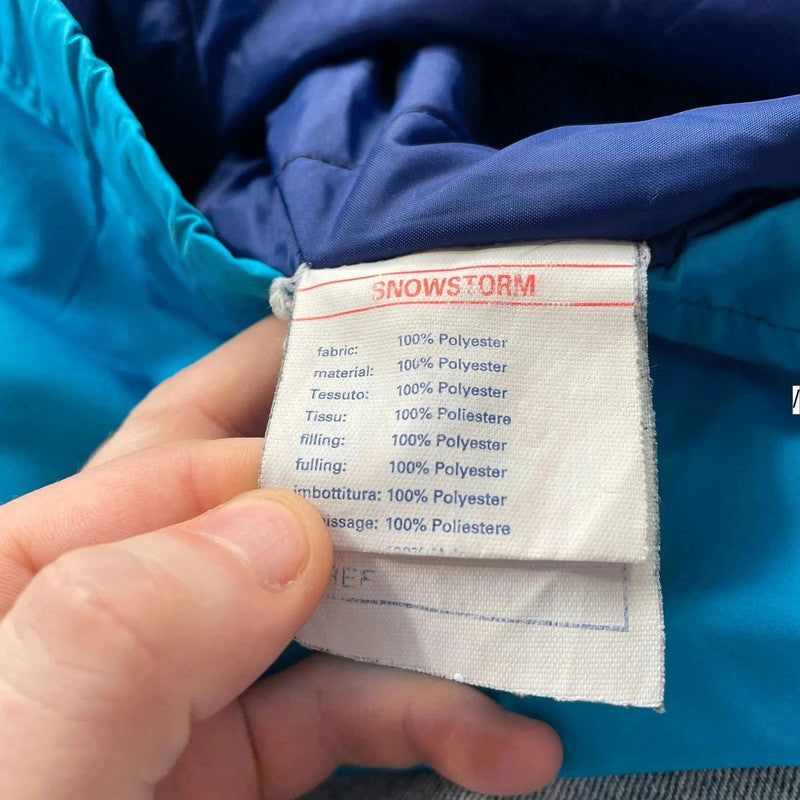 SNOWSTORM
fabric: 100% Polyester
material: 100% Polyester
Tessuto: 100% Polyester
Tissu: 100% Poliestere
filling: 100% Polyester
fulling: 100% Polyester
imbottitura: 100% Polyester
issage: 100% Poliestere